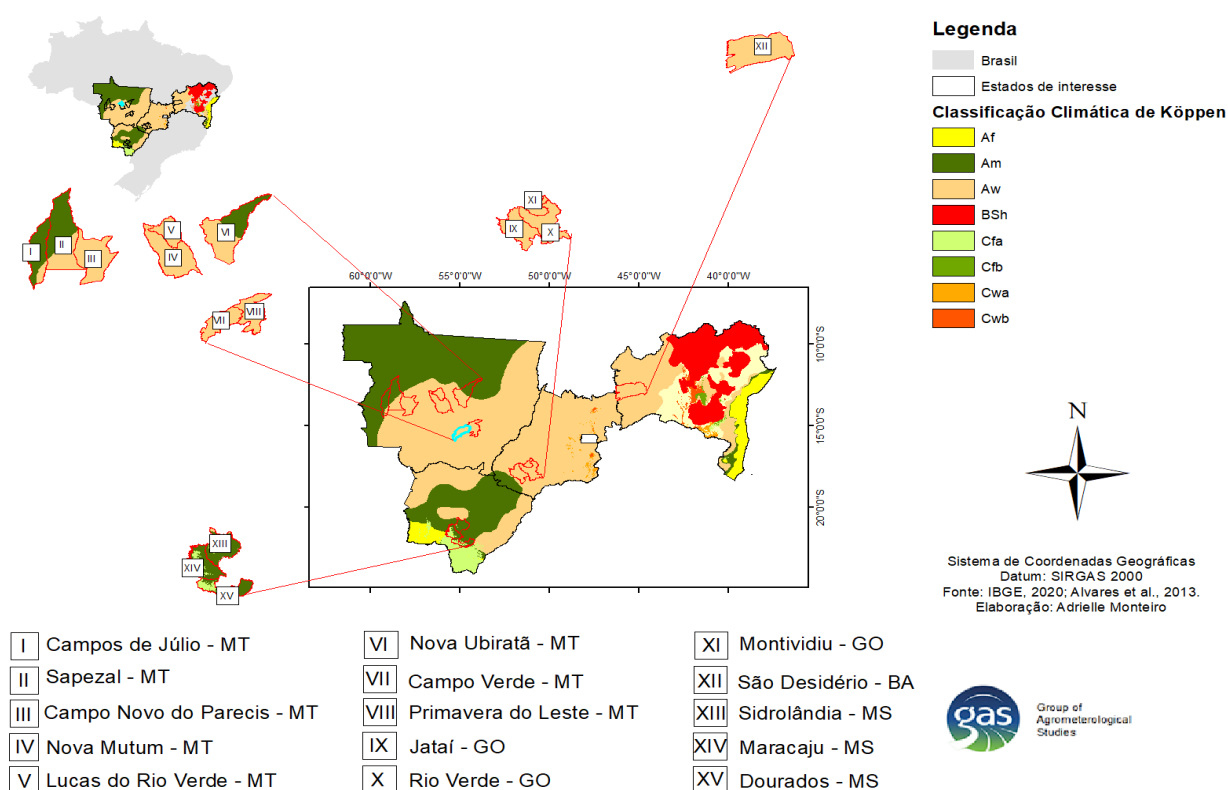 XII
Legenda
Brasil
Estados de interesse
Classificação Climática de Köppen
Af
Am
Aw
BSh
Cfa
Cfb
Cwa
Cwb
I
II
III
V
IV
VI
XI
IX
X
VII
VIII
60°0'0"W
55°0'0"W
50°0'0"W
45°0'0"W
40°0'0"W
10°0'0"S
15°0'0"S
20°0'0"S
N
XIII
XIV
XV
Sistema de Coordenadas Geográficas
Datum: SIRGAS 2000
Fonte: IBGE, 2020; Alvares et al., 2013.
Elaboração: Adrielle Monteiro
I Campos de Júlio - MT
II Sapezal - MT
III Campo Novo do Parecis - MT
IV Nova Mutum - MT
V Lucas do Rio Verde - MT
VI Nova Ubiratã - MT
VII Campo Verde - MT
VIII Primavera do Leste - MT
IX Jataí - GO
X Rio Verde - GO
XI Montividiu - GO
XII São Desidério - BA
XIII Sidrolândia - MS
XIV Maracaju - MS
XV Dourados - MS
gas
Group of
Agrometerological
Studies